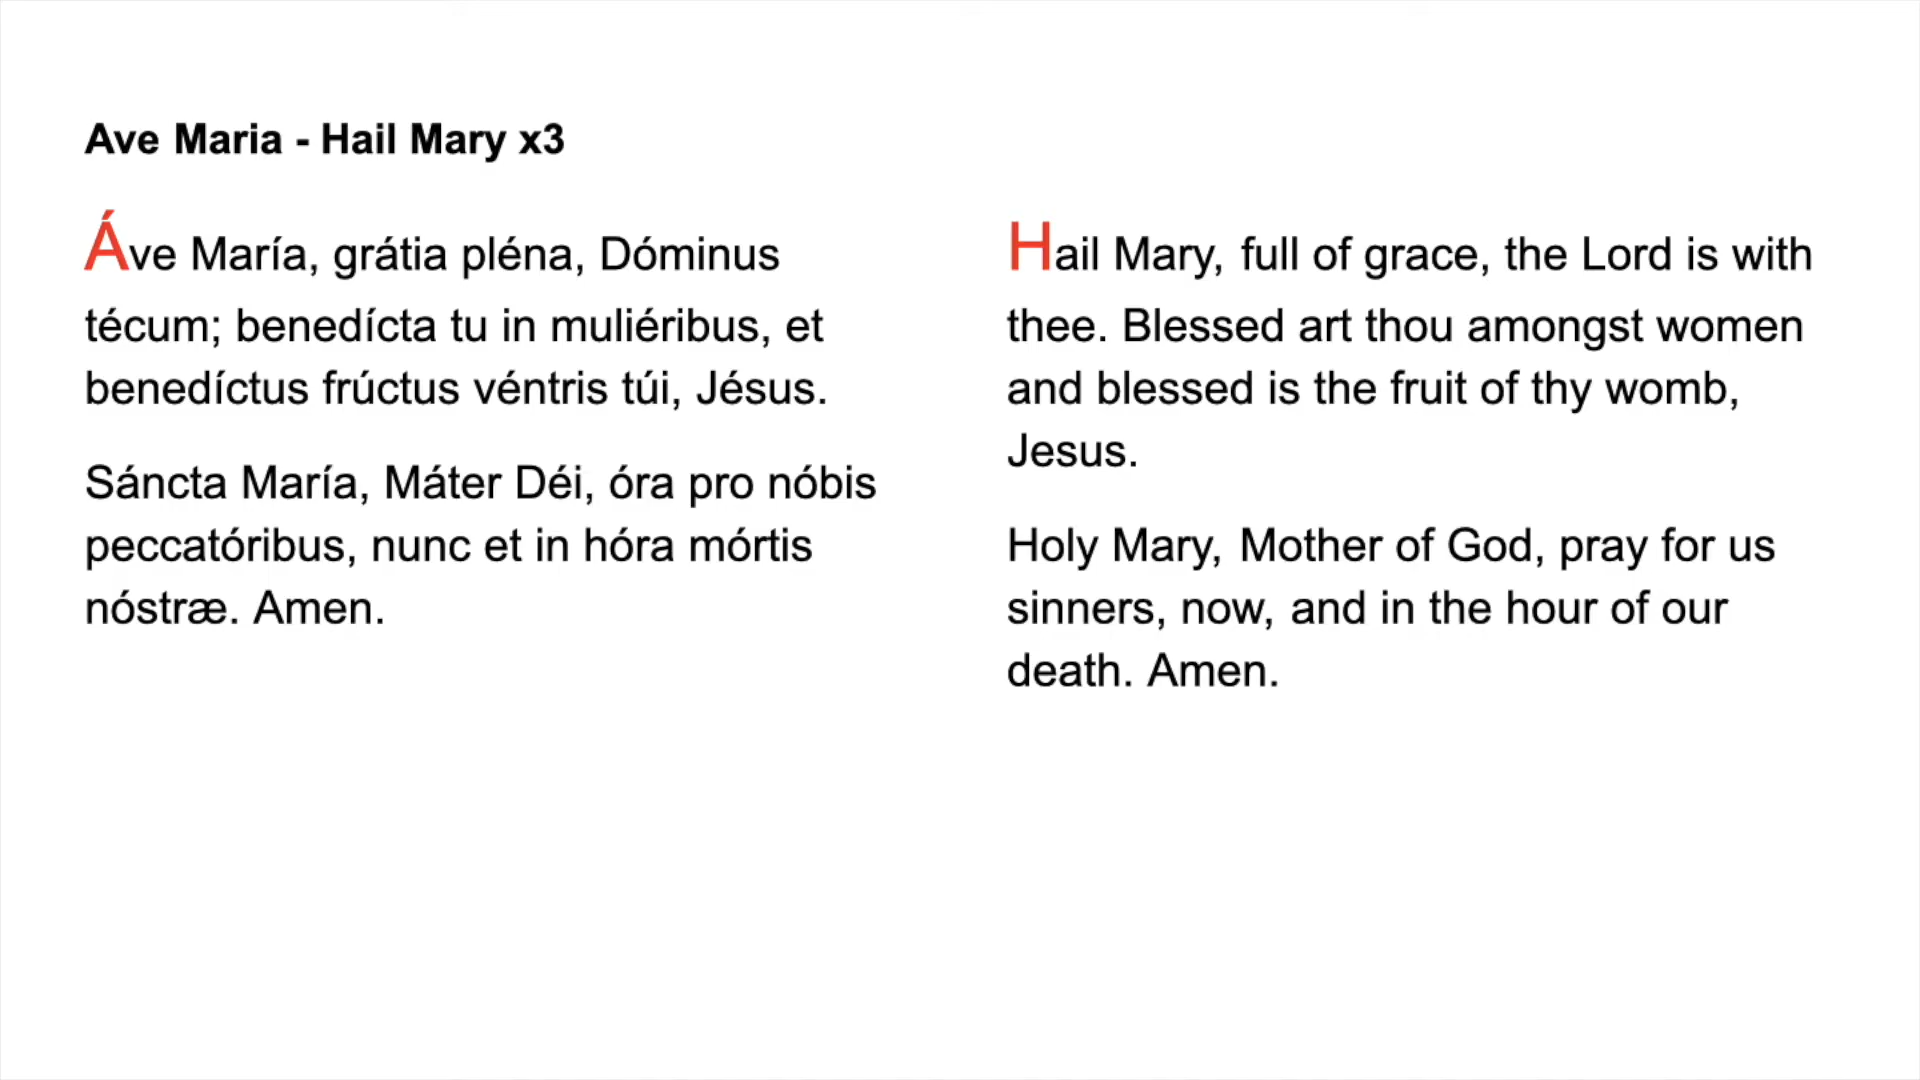 Ave Maria - Hail Mary x3
Áve María, grátia pléna, Dóminus
técum; benedícta tu in muliéribus, et
benedíctus frúctus véntris túi, Jésus.
Sáncta María, Máter Déi, óra pro nóbis
peccatóribus, nunc et in hóra mórtis
nóstræ. Amen.
Hail Mary, full of grace, the Lord is with
thee. Blessed art thou amongst women
and blessed is the fruit of thy womb,
Jesus.
Holy Mary, Mother of God, pray for us
sinners, now, and in the hour of our
death. Amen.